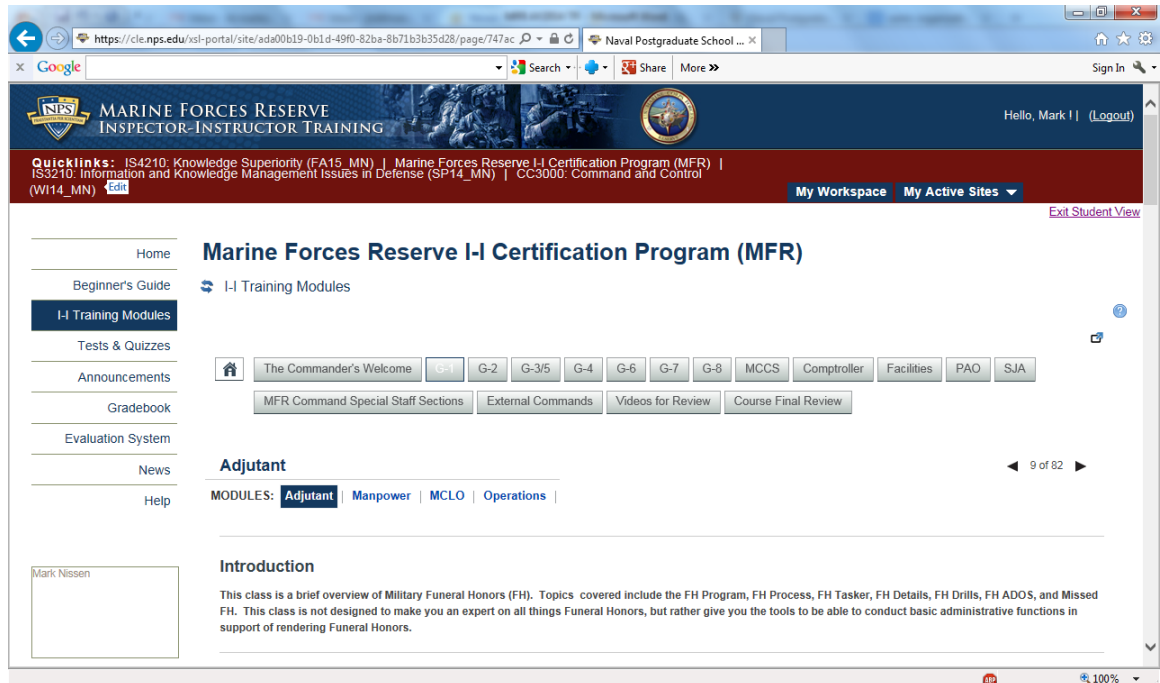 https://cle.nps.edu/xsl-portal/site/ada00b19-0b1d-49f0-82ba-8b71b3b35d28/page/747ac
Naval Postgraduate School ... ×
× Google Search Share More »
Sign In
NPS
MARINE FORCES RESERVE
INSPECTOR-INSTRUCTOR TRAINING
Hello, Mark ! | (Logout)
Quicklinks: IS4210: Knowledge Superiority (FA15_MN) | Marine Forces Reserve I-I Certification Program (MFR) |
IS3210: Information and Knowledge Management Issues in Defense (SP14_MN) | CC3000: Command and Control
(WI14_MN) Edit
My Workspace My Active Sites
Exit Student View
Home
Beginner's Guide
I-I Training Modules
Tests & Quizzes
Announcements
Gradebook
Evaluation System
News
Help
Mark Nissen
Marine Forces Reserve I-I Certification Program (MFR)
I-I Training Modules
?
The Commander's Welcome G-1 G-2 G-3/5 G-4 G-6 G-7 G-8 MCCS Comptroller Facilities PAO SJA
MFR Command Special Staff Sections External Commands Videos for Review Course Final Review
Adjutant
9 of 82
MODULES: Adjutant | Manpower | MCLO | Operations |
Introduction
This class is a brief overview of Military Funeral Honors (FH). Topics covered include the FH Program, FH Process, FH Tasker, FH Details, FH Drills, FH ADOS, and Missed
FH. This class is not designed to make you an expert on all things Funeral Honors, but rather give you the tools to be able to conduct basic administrative functions in
support of rendering Funeral Honors.
ABP
100%